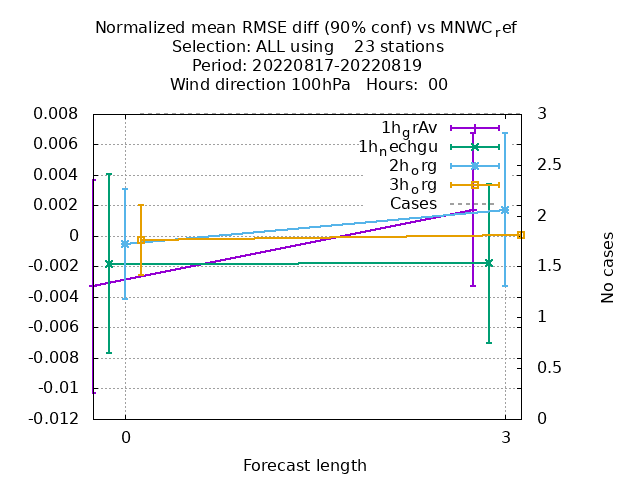 Normalized mean RMSE diff (90% conf) vs MNWC_ref
Selection: ALL using 23 stations
Period: 20220817-20220819
Wind direction 100hPa Hours: 00
0.008
0.006
0.004
0.002
0
-0.002
-0.004
-0.006
-0.008
-0.01
-0.012
3
2.5
2
1.5
1
0.5
0
1h_grAv
1h_nechgu
2h_org
3h_org
Cases
No cases
0 3
Forecast length